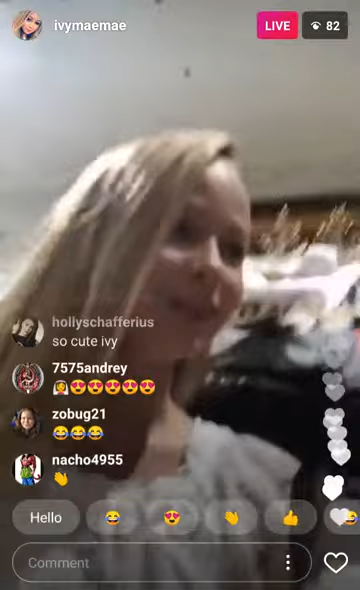 ivymaemae
LIVE
82
hollyschafferius
so cute ivy
7575andrey
👰😍😍😍😍😍
zobug21
😂😂😂
nacho4955
👏
Hello 😂 😍 👏 👍 😂
Comment